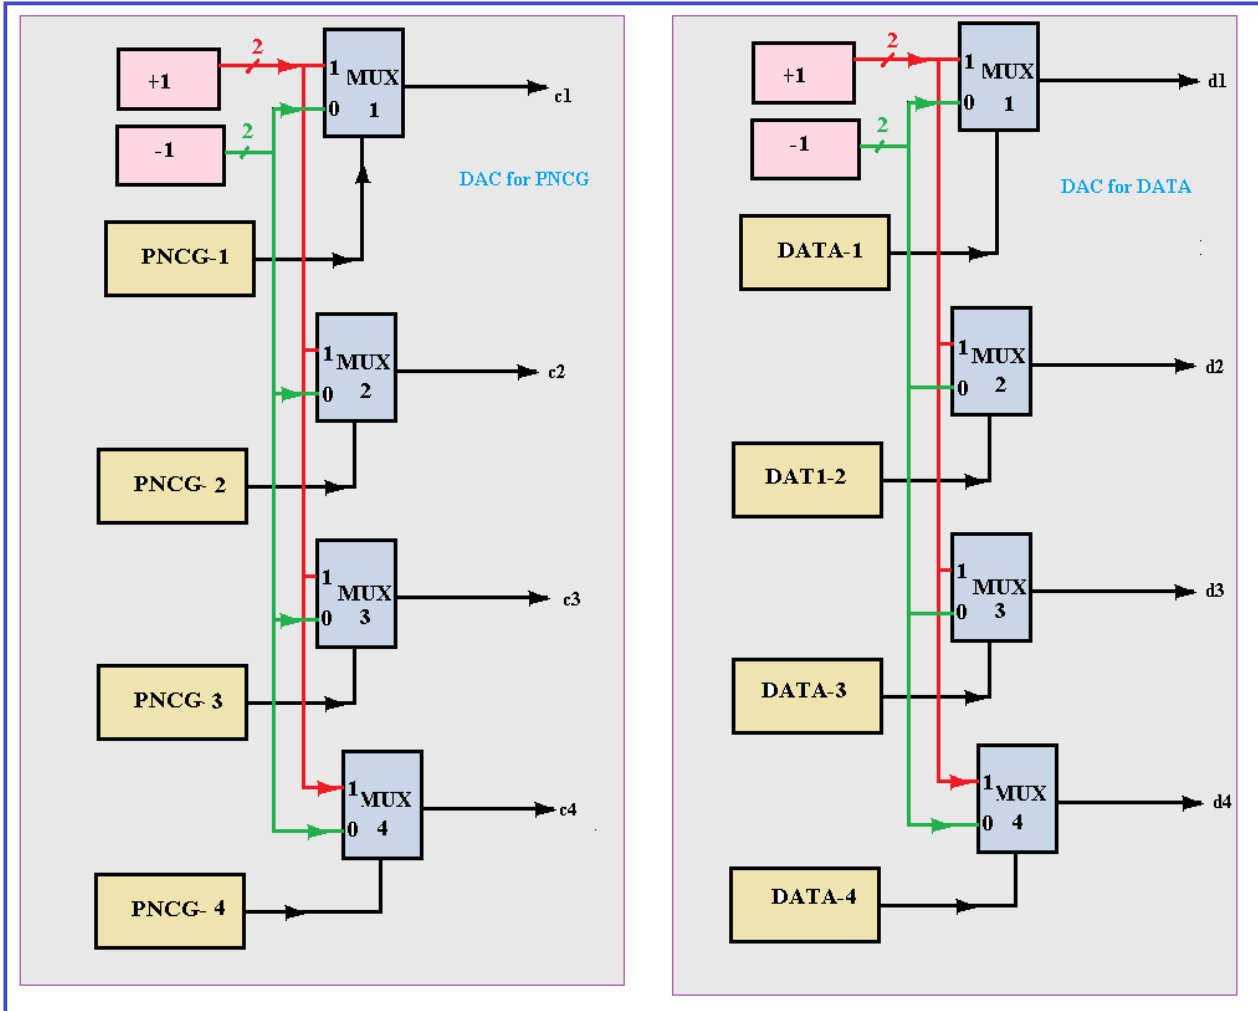 +1
2
1
MUX
1
0
c1
-1
2
DAC for PNCG
PNCG-1
1
MUX
2
0
c2
PNCG- 2
1
MUX
3
0
c3
PNCG- 3
1
MUX
4
0
c4
PNCG- 4
+1
2
1
MUX
1
0
d1
-1
2
DAC for DATA
DATA-1
1
MUX
2
0
d2
DAT1-2
1
MUX
3
0
d3
DATA-3
1
MUX
4
0
d4
DATA-4